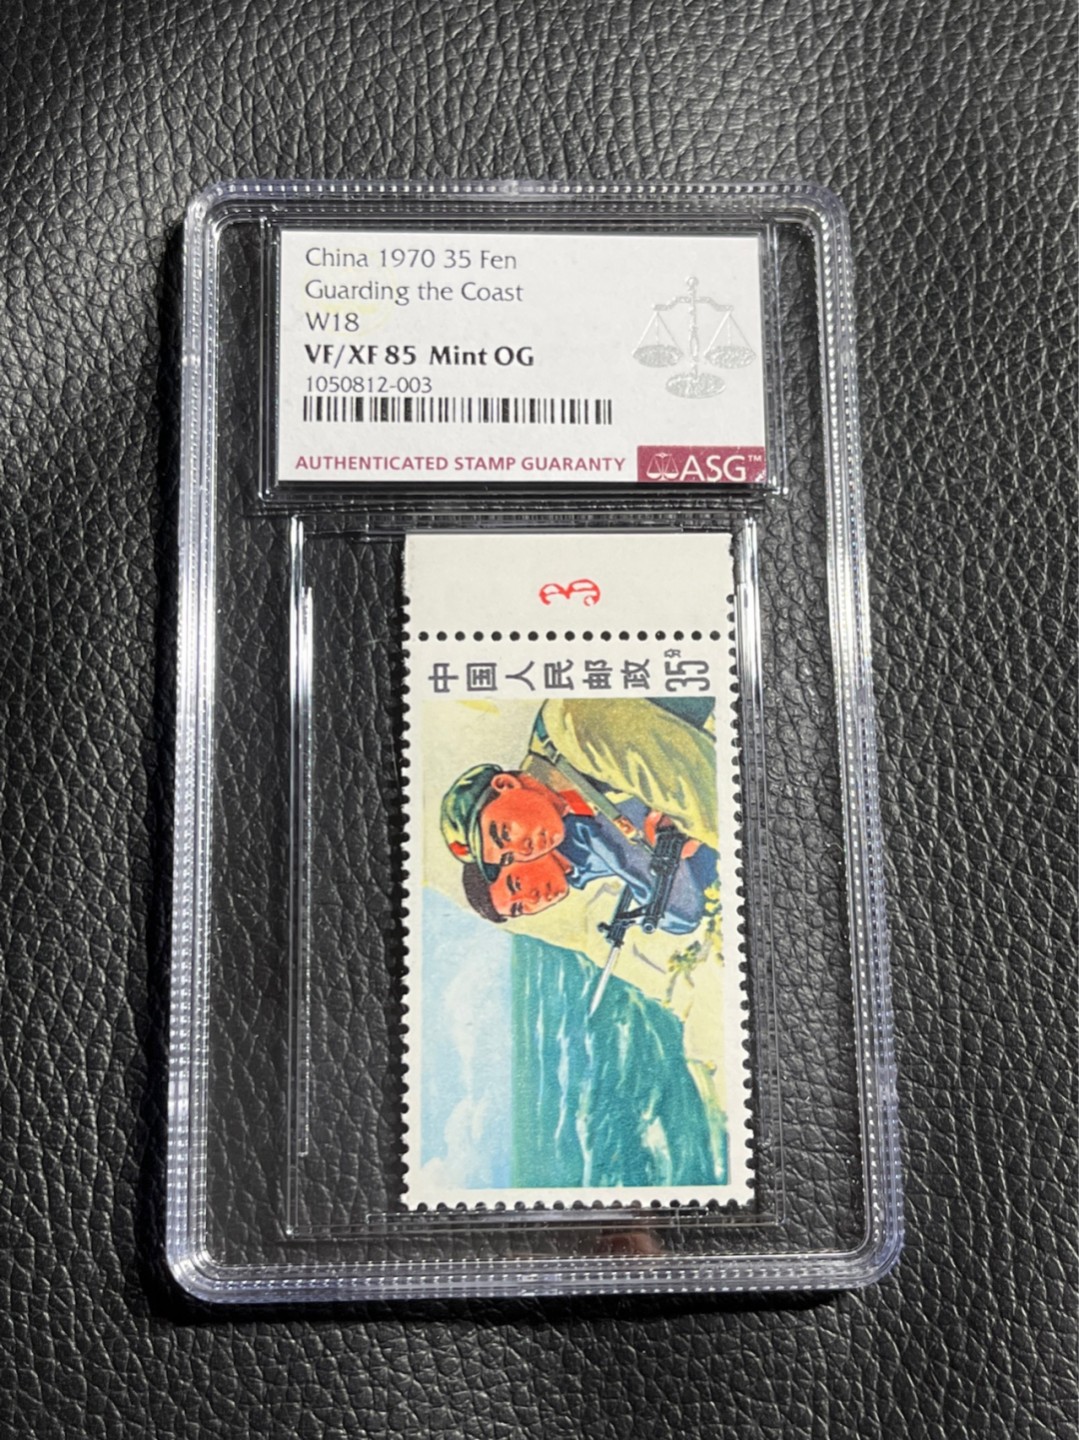 China 1970 35 Fen
Guarding the Coast
W18
VF/XF 85 Mint OG
1050812-003
AUTHENTICATED STAMP GUARANTY ASG™
3
中国人民邮政 35分